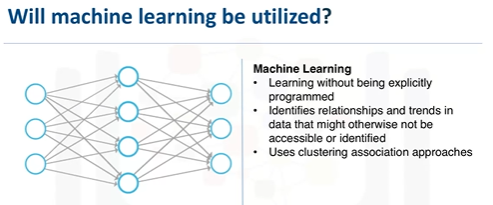 Will machine learning be utilized?
Machine Learning
• Learning without being explicitly
programmed
• Identifies relationships and trends in
data that might otherwise not be
accessible or identified
• Uses clustering association approaches